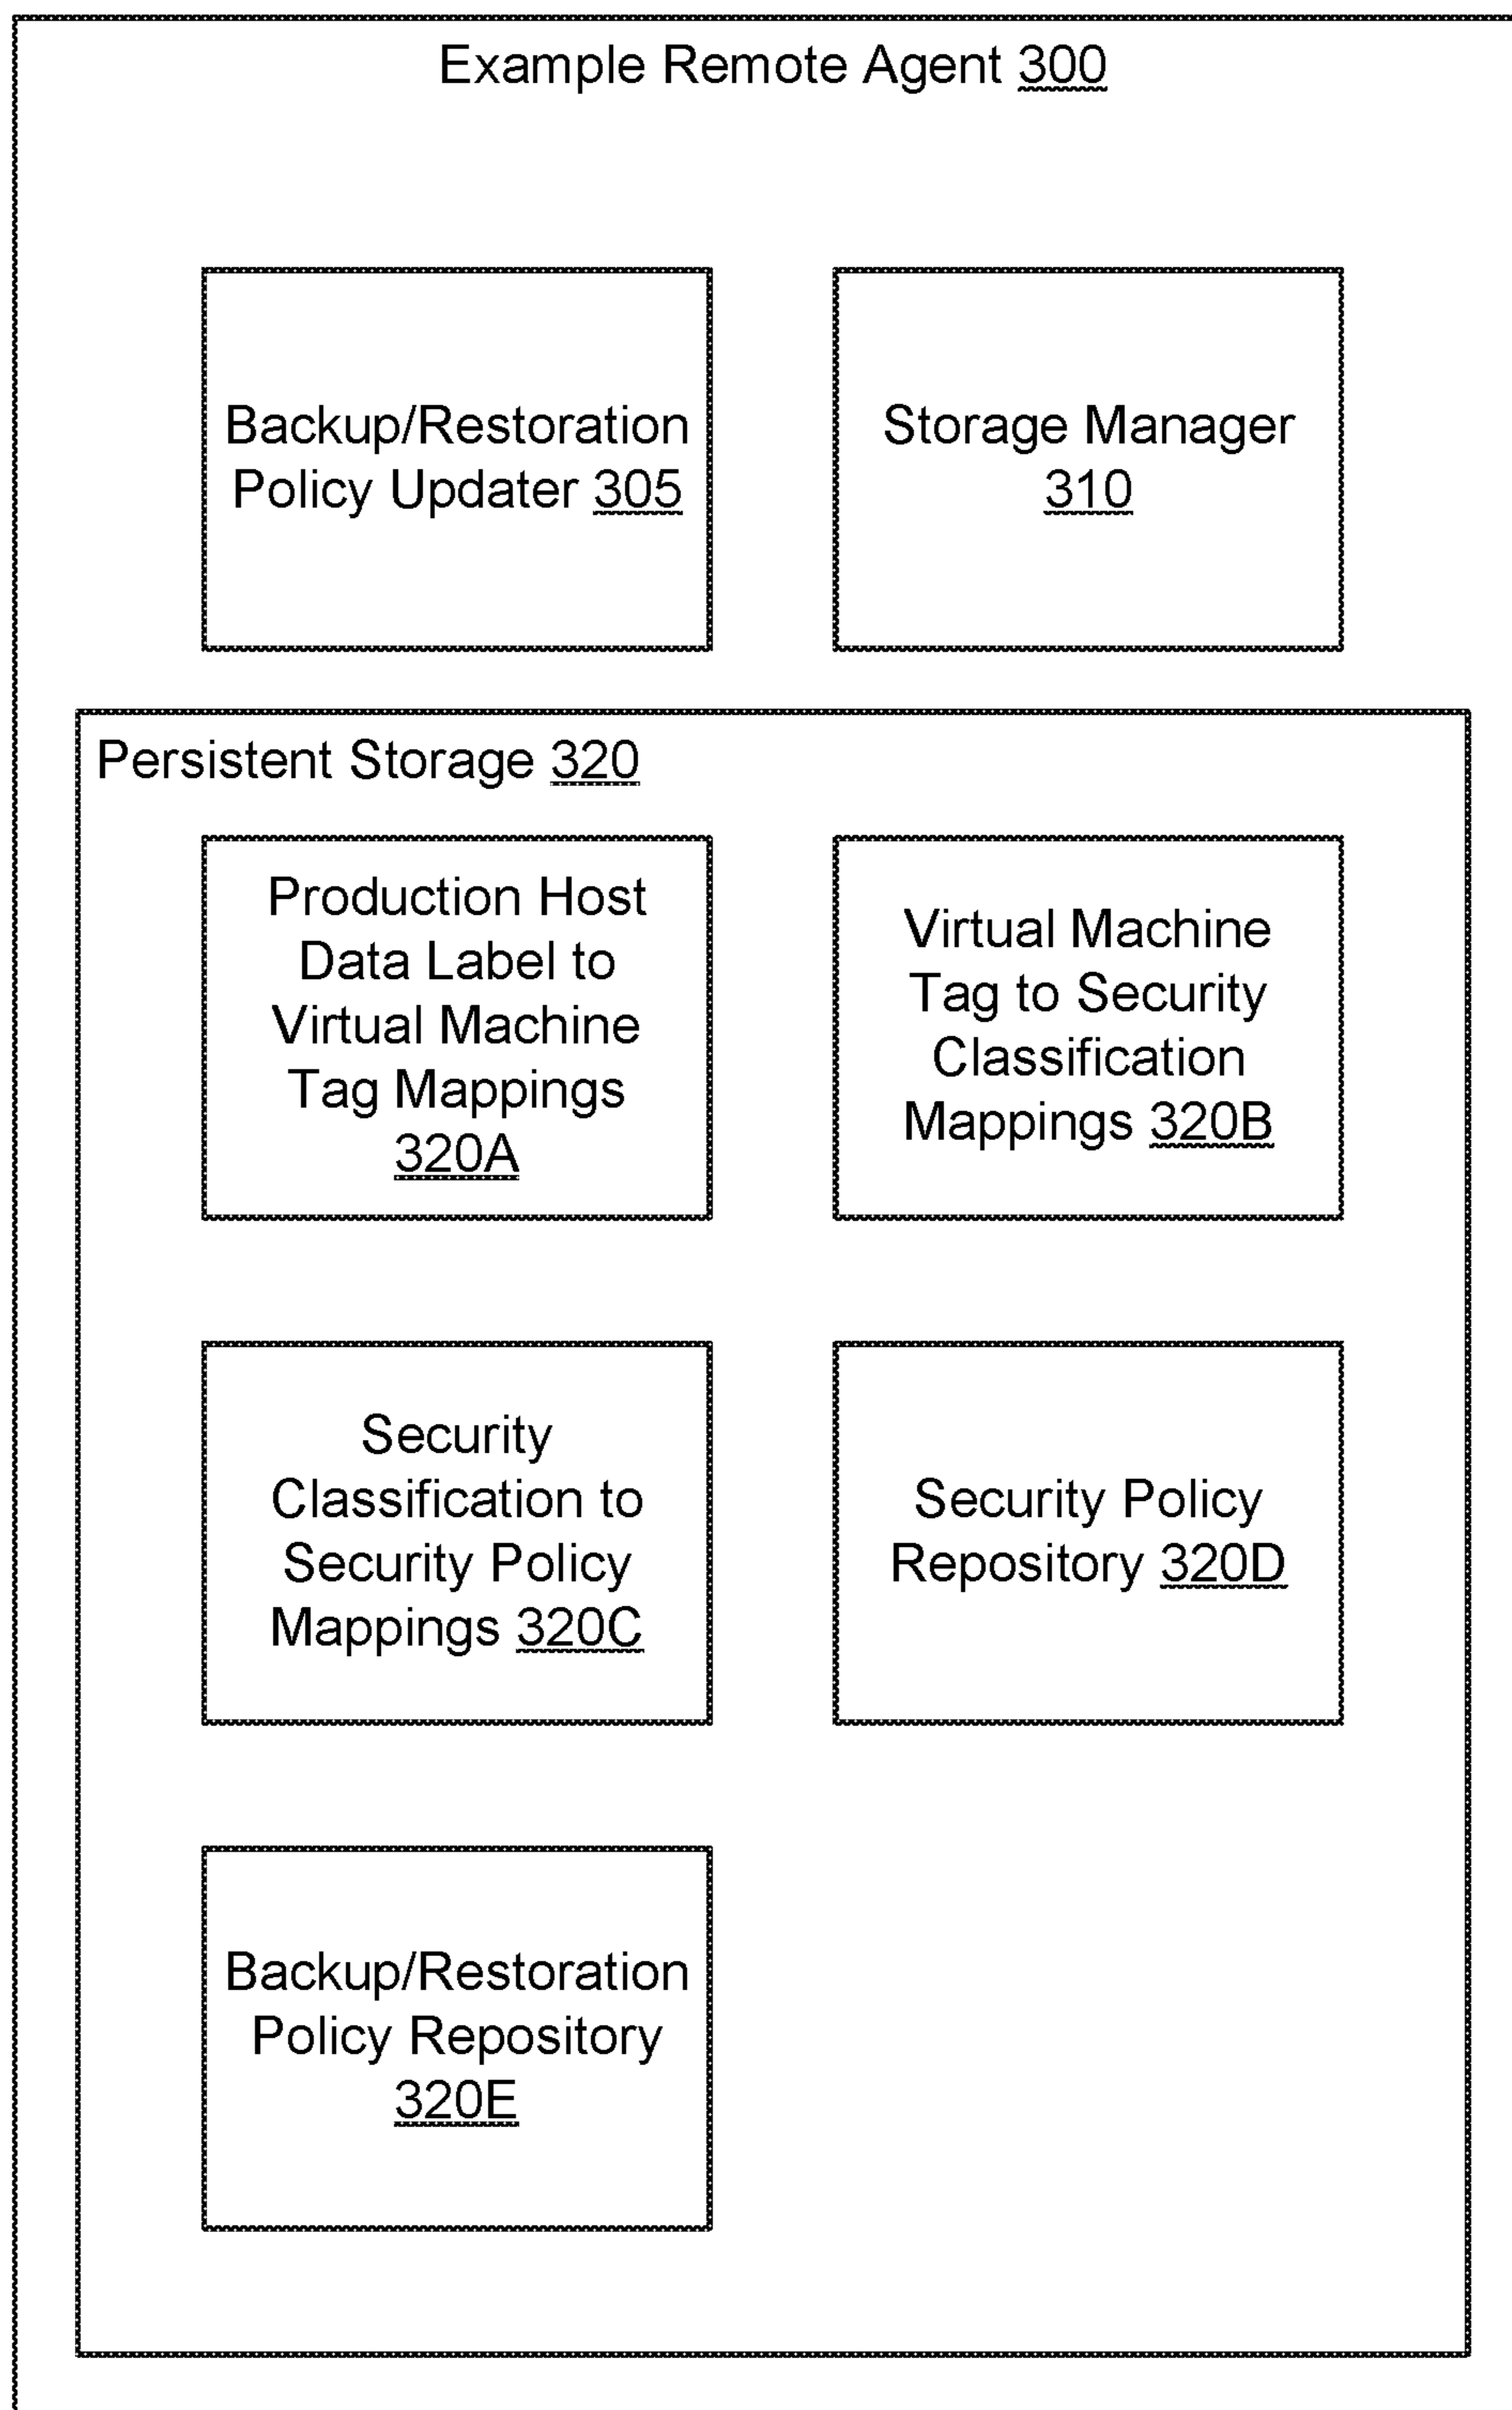 Example Remote Agent 300
Backup/Restoration
Policy Updater 305
Storage Manager
310
Persistent Storage 320
Production Host
Data Label to
Virtual Machine
Tag Mappings
320A
Virtual Machine
Tag to Security
Classification
Mappings 320B
Security
Classification to
Security Policy
Mappings 320C
Security Policy
Repository 320D
Backup/Restoration
Policy Repository
320E